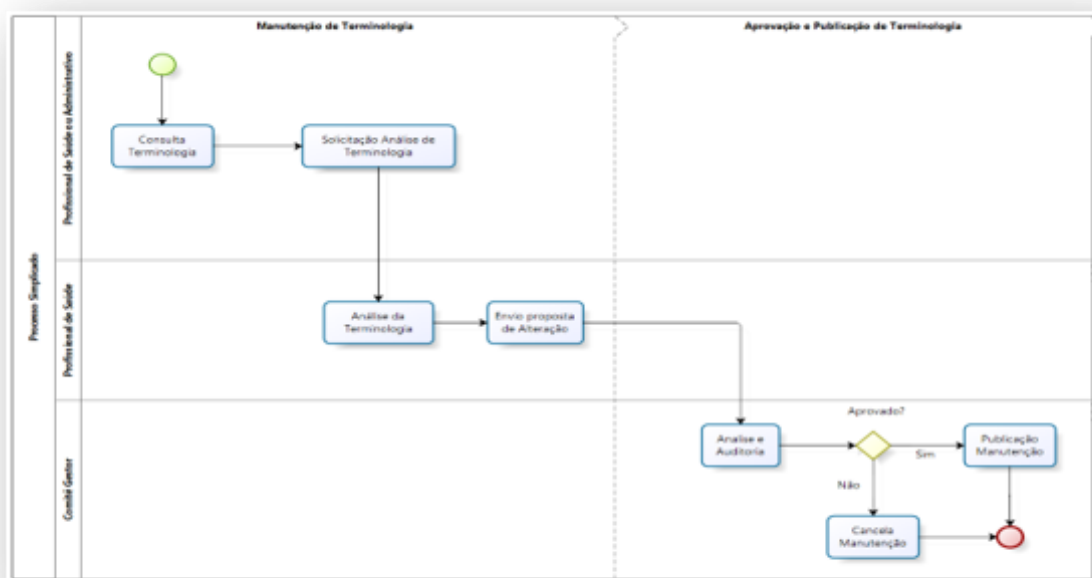 Manutenção de Terminologia
Aprovação e Publicação de Terminologia
Processo Simplicado
Profissional de Saúde ou Administrativo
Consulta
Terminologia
Solicitação Análise de
Terminologia
Profissional de Saúde
Análise da
Terminologia
Envio proposta
de Alteração
Comitê Gestor
Analise e
Auditoria
Aprovado?
Sim
Publicação
Manutenção
Não
Cancela
Manutenção